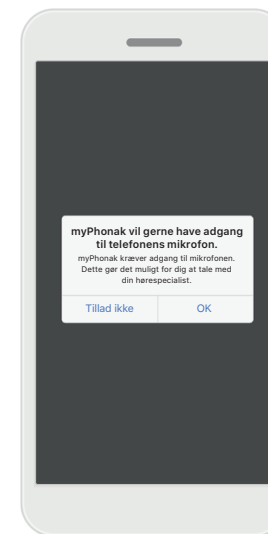 myPhonak vil gerne have adgang
til telefonens mikrofon.
myPhonak kræver adgang til mikrofonen.
Dette gør det muligt for dig at tale med
din hørespecialist.
Tillad ikke OK